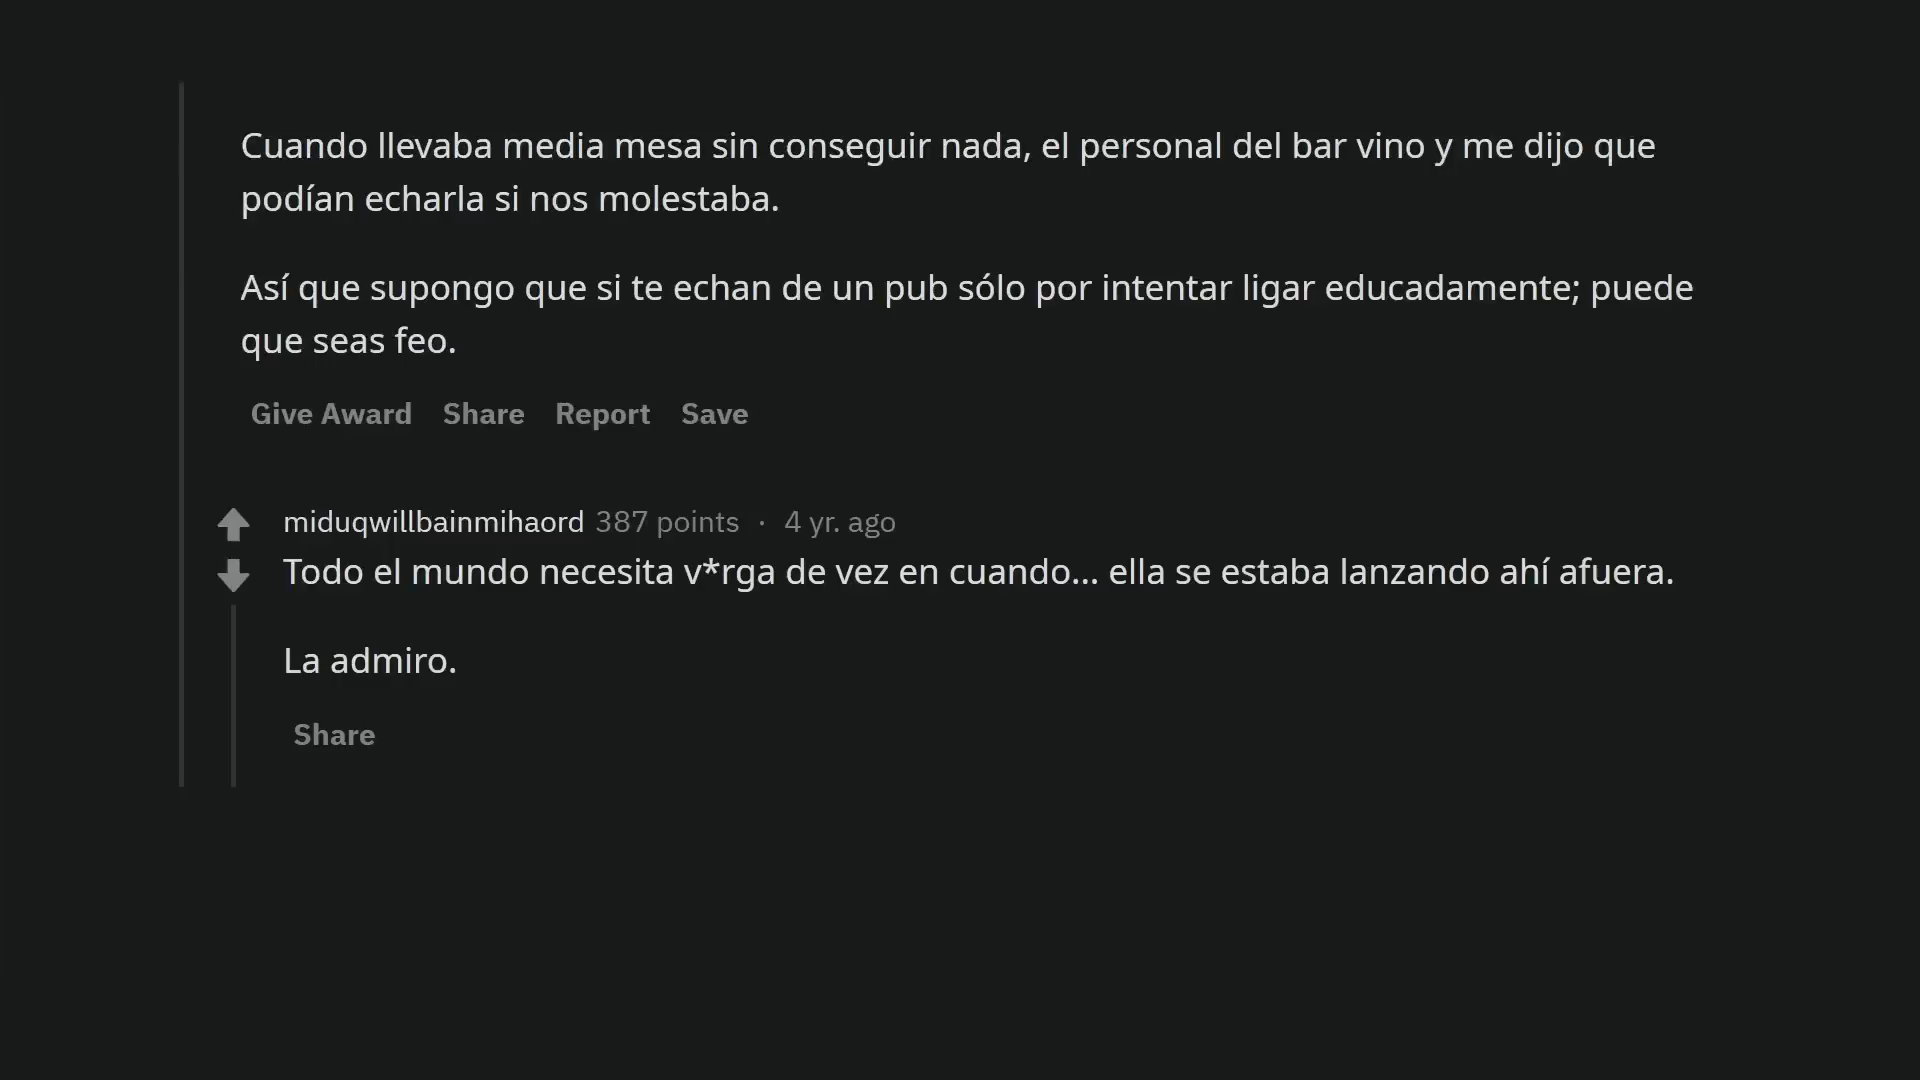 Cuando llevaba media mesa sin conseguir nada, el personal del bar vino y me dijo que
podían echarla si nos molestaba.
Así que supongo que si te echan de un pub sólo por intentar ligar educadamente; puede
que seas feo.
Give Award Share Report Save
miduqwillbainmihaord 387 points · 4 yr. ago
Todo el mundo necesita v*rga de vez en cuando... ella se estaba lanzando ahí afuera.
La admiro.
Share